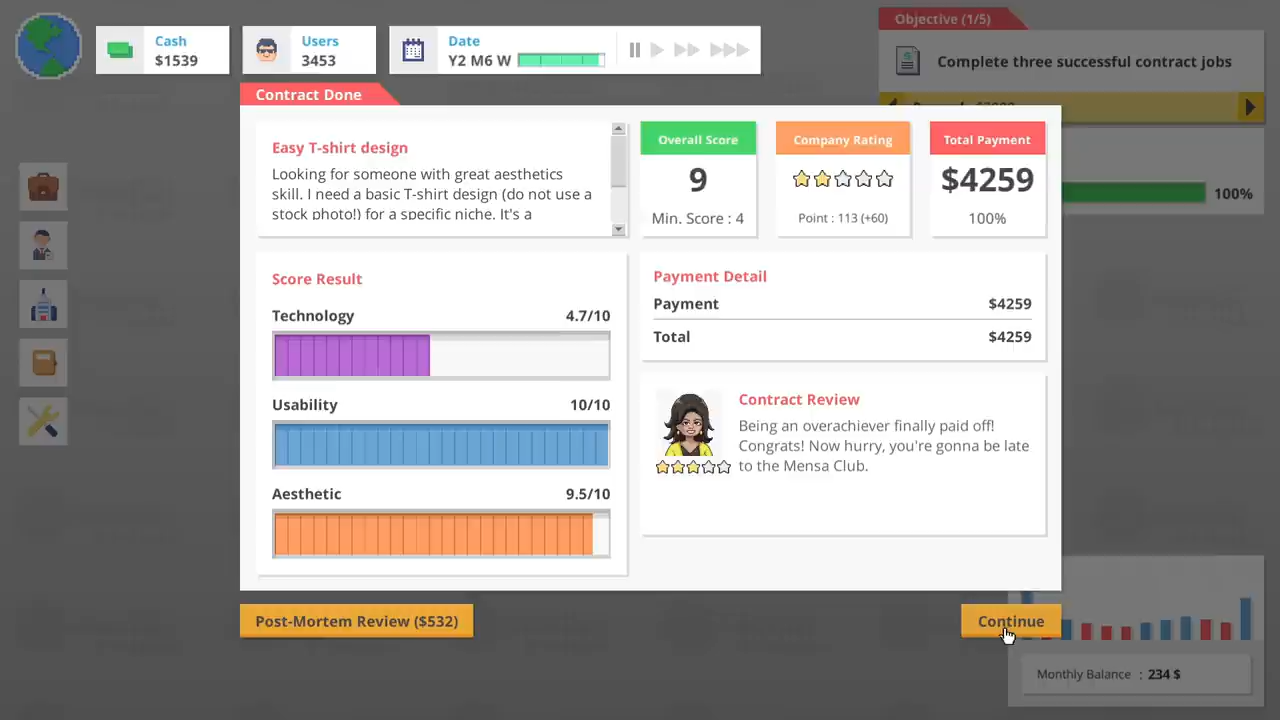 Cash
$1539
Users
3453
Date
Y2 M6 W
Objective (1/5)
Complete three successful contract jobs
Contract Done
Easy T-shirt design
Looking for someone with great aesthetics
skill. I need a basic T-shirt design (do not use a
stock photo!) for a specific niche. It's a
Overall Score
9
Min. Score : 4
Company Rating
Point : 113 (+60)
Total Payment
$4259
100%
100%
Score Result
Technology 4.7/10
Usability 10/10
Aesthetic 9.5/10
Payment Detail
Payment $4259
Total $4259
Contract Review
Being an overachiever finally paid off!
Congrats! Now hurry, you're gonna be late
to the Mensa Club.
Post-Mortem Review ($532)
Continue
Monthly Balance : 234 $